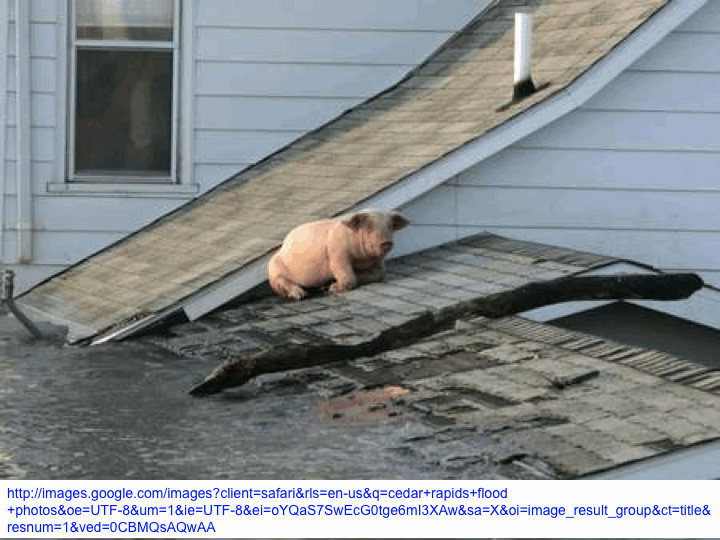 http://images.google.com/images?client=safari&rls=en-us&q=cedar+rapids+flood
+photos&oe=UTF-8&um=1&ie=UTF-8&ei=oYQaS7SwEcG0tge6mI3XAw&sa=X&oi=image_result_group&ct=title&
resnum=1&ved=0CBMQsAQwAA